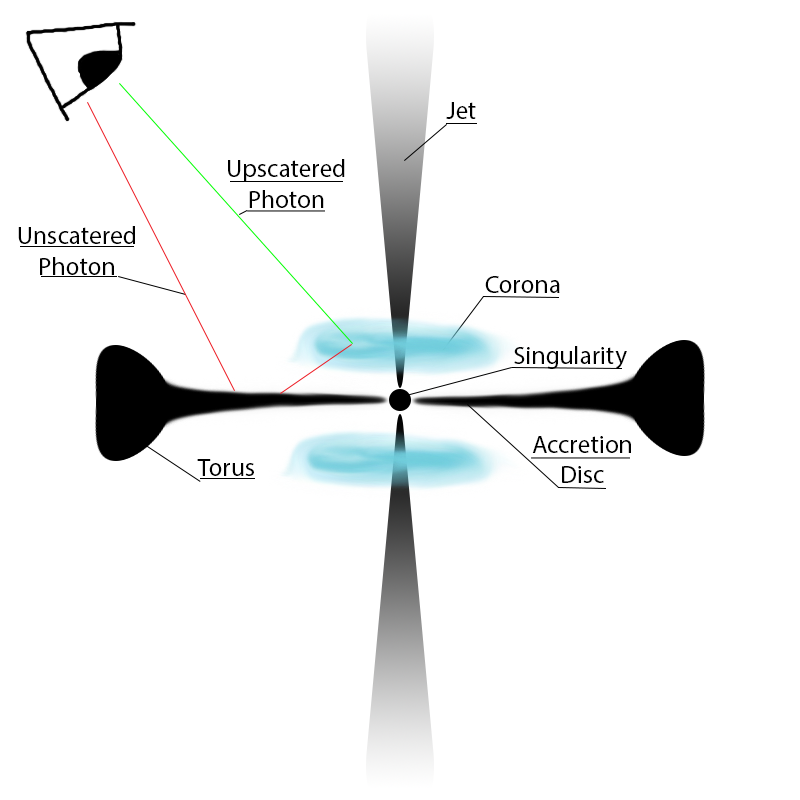 Jet
Upscatered
Photon
Unscatered
Photon
Corona
Singularity
Accretion
Disc
Torus